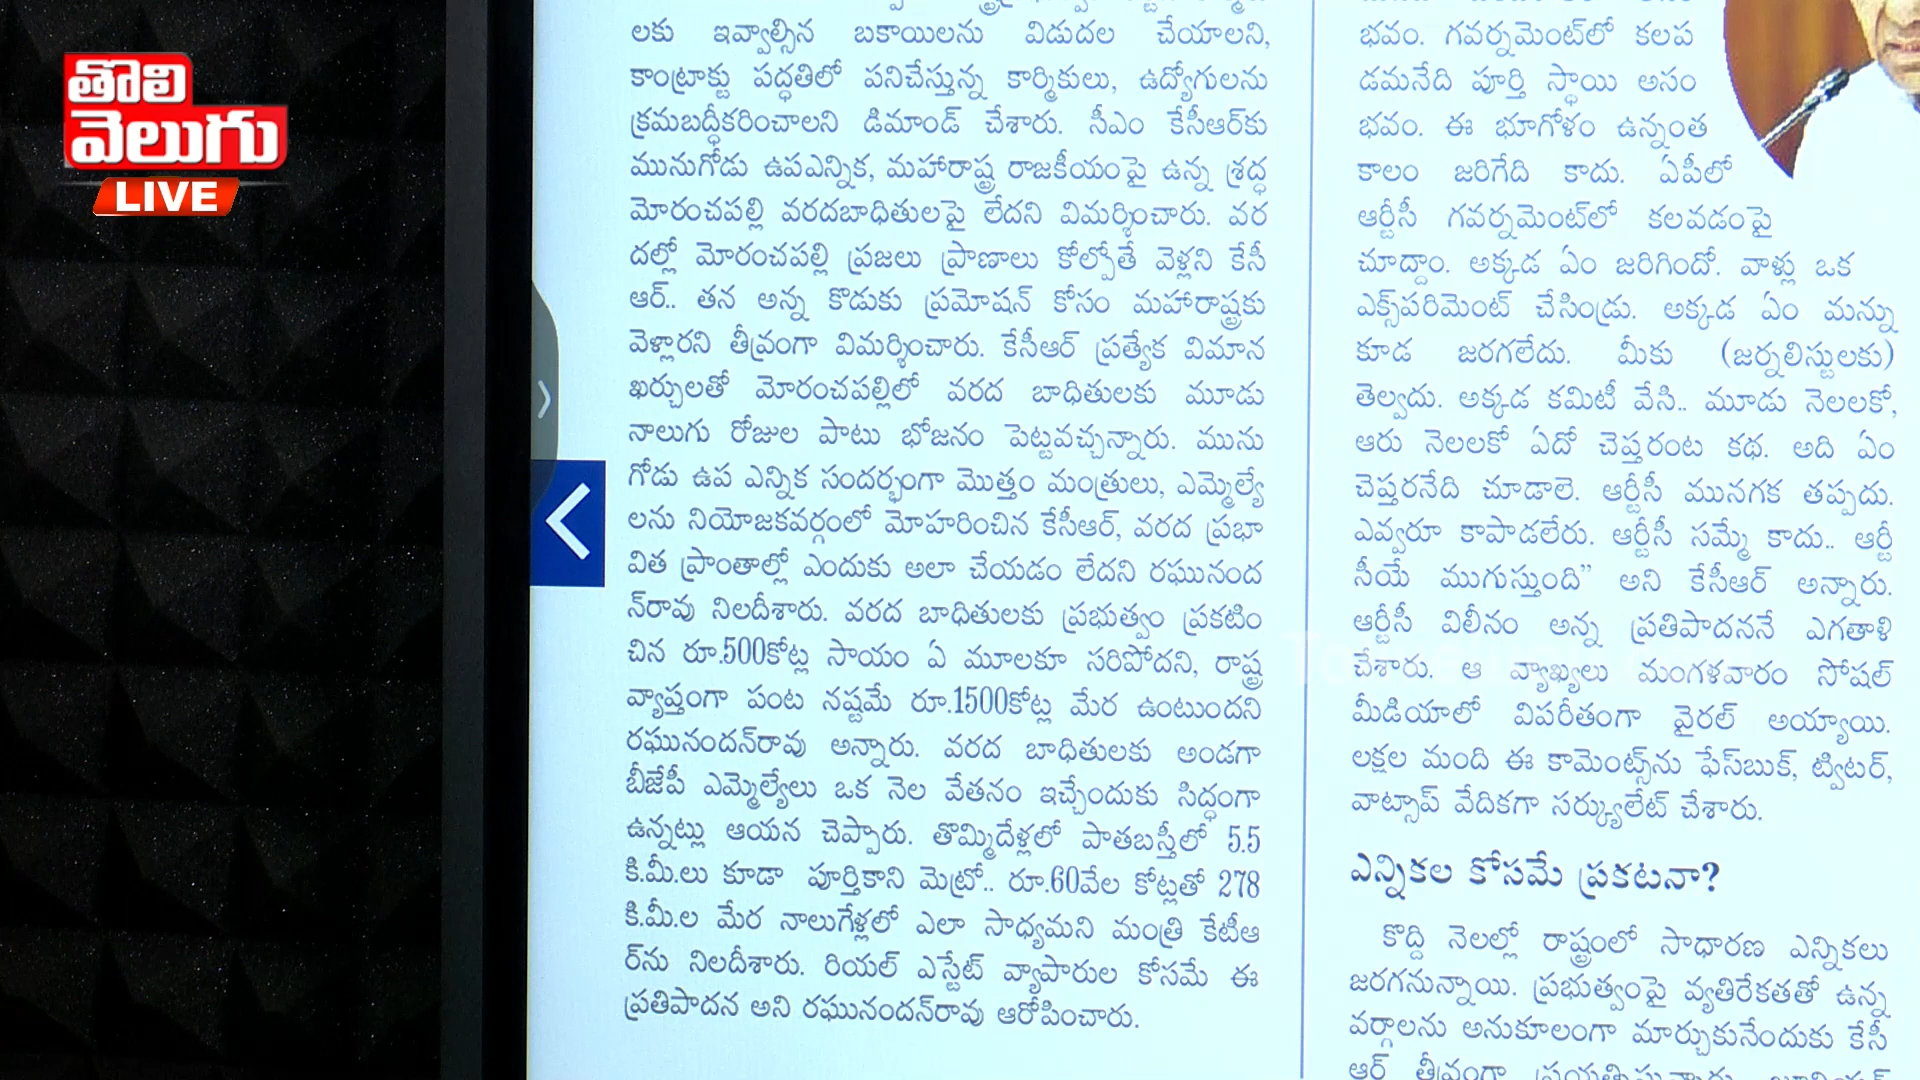 తొలి
వెలుగు
LIVE
లకు ఇవ్వాల్సిన బకాయిలను విడుదల చేయాలని,
కాంట్రాక్టు పద్ధతిలో పనిచేస్తున్న కార్మికులు, ఉద్యోగులను
క్రమబద్ధీకరించాలని డిమాండ్ చేశారు. సీఎం కేసీఆర్‌కు
మునుగోడు ఉపఎన్నిక, మహారాష్ట్ర రాజకీయంపై ఉన్న శ్రద్ధ
మోరంచపల్లి వరదబాధితులపై లేదని విమర్శించారు. వర
దల్లో మోరంచపల్లి ప్రజలు ప్రాణాలు కోల్పోతే వెళ్లని కేసీ
ఆర్.. తన అన్న కొడుకు ప్రమోషన్ కోసం మహారాష్ట్రకు
వెళ్లారని తీవ్రంగా విమర్శించారు. కేసీఆర్ ప్రత్యేక విమాన
ఖర్చులతో మోరంచపల్లిలో వరద బాధితులకు మూడు
నాలుగు రోజుల పాటు భోజనం పెట్టవచ్చన్నారు. మును
గోడు ఉప ఎన్నిక సందర్భంగా మొత్తం మంత్రులు, ఎమ్మెల్యే
లను నియోజకవర్గంలో మోహరించిన కేసీఆర్, వరద ప్రభా
విత ప్రాంతాల్లో ఎందుకు అలా చేయడం లేదని రఘునంద
న్‌రావు నిలదీశారు. వరద బాధితులకు ప్రభుత్వం ప్రకటిం
చిన రూ.500కోట్ల సాయం ఏ మూలకూ సరిపోదని, రాష్ట్ర
వ్యాప్తంగా పంట నష్టమే రూ.1500కోట్ల మేర ఉంటుందని
రఘునందన్‌రావు అన్నారు. వరద బాధితులకు అండగా
బీజేపీ ఎమ్మెల్యేలు ఒక నెల వేతనం ఇచ్చేందుకు సిద్ధంగా
ఉన్నట్లు ఆయన చెప్పారు. తొమ్మిదేళ్లలో పాతబస్తీలో 5.5
కి.మీ.లు కూడా పూర్తికాని మెట్రో.. రూ.60వేల కోట్లతో 278
కి.మీ.ల మేర నాలుగేళ్లలో ఎలా సాధ్యమని మంత్రి కేటీఆ
ర్‌ను నిలదీశారు. రియల్ ఎస్టేట్ వ్యాపారుల కోసమే ఈ
ప్రతిపాదన అని రఘునందన్‌రావు ఆరోపించారు.
భవం. గవర్నమెంట్‌లో కలప
డమనేది పూర్తి స్థాయి అసం
భవం. ఈ భూగోళం ఉన్నంత
కాలం జరిగేది కాదు. ఏపీలో
ఆర్టీసీ గవర్నమెంట్‌లో కలవడంపై
చూద్దాం. అక్కడ ఏం జరిగిందో. వాళ్లు ఒక
ఎక్స్‌పరిమెంట్ చేసిండ్రు. అక్కడ ఏం మన్ను
కూడ జరగలేదు. మీకు (జర్నలిస్టులకు)
తెల్వదు. అక్కడ కమిటీ వేసి.. మూడు నెలలకో,
ఆరు నెలలకో ఏదో చెప్తరంట కథ. అది ఏం
చెప్తరనేది చూడాలె. ఆర్టీసీ మునగక తప్పదు.
ఎవ్వరూ కాపాడలేరు. ఆర్టీసీ సమ్మే కాదు.. ఆర్టీ
సీయే ముగుస్తుంది” అని కేసీఆర్ అన్నారు.
ఆర్టీసీ విలీనం అన్న ప్రతిపాదననే ఎగతాళి
చేశారు. ఆ వ్యాఖ్యలు మంగళవారం సోషల్
మీడియాలో విపరీతంగా వైరల్ అయ్యాయి.
లక్షల మంది ఈ కామెంట్స్‌ను ఫేస్‌బుక్, ట్విటర్,
వాట్సాప్ వేదికగా సర్క్యులేట్ చేశారు.
ఎన్నికల కోసమే ప్రకటనా?
కొద్ది నెలల్లో రాష్ట్రంలో సాధారణ ఎన్నికలు
జరగనున్నాయి. ప్రభుత్వంపై వ్యతిరేకతతో ఉన్న
వర్గాలను అనుకూలంగా మార్చుకునేందుకు కేసీ
ఆర్ తీవ్రంగా